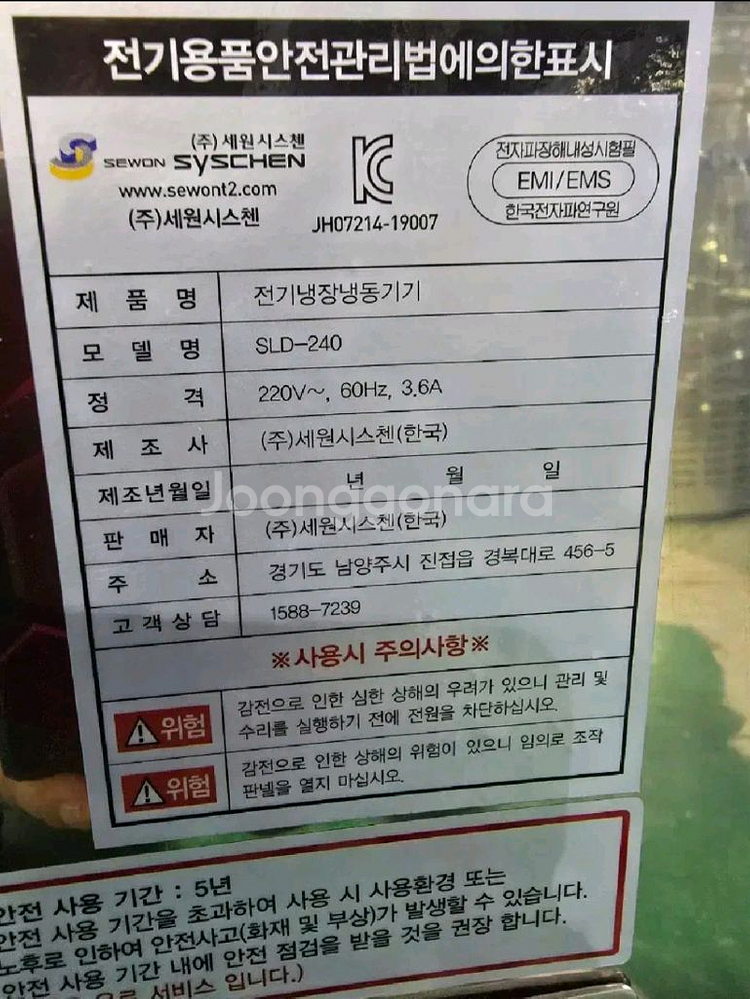 전기용품안전관리법에의한표시
(주) 세원 시스첸
SEWON SYSCHEN
www.sewont2.com
(주)세원시스첸
JH07214-19007
전자파장해내성시험필
EMI/EMS
한국전자파연구원
제 품 명 전기냉장냉동기기
모 델 명 SLD-240
정 격 220V~, 60Hz, 3.6A
제 조 사 (주)세원시스첸(한국)
제조년월일 년 월 일
Joonggonara
판 매 자 (주)세원시스첸(한국)
주 소 경기도 남양주시 진접읍 경복대로 456-5
고객상담 1588-7239
※사용시 주의사항※
위험 감전으로 인한 심한 상해의 우려가 있으니 관리 및
수리를 실행하기 전에 전원을 차단하십시오.
위험 감전으로 인한 상해의 위험이 있으니 임의로 조작
판넬을 열지 마십시오.
안전 사용 기간 : 5년
안전 사용 기간을 초과하여 사용 시 사용환경 또는
노후로 인하여 안전사고(화재 및 부상)가 발생할 수 있습니다.
안전 사용 기간 내에 안전 점검을 받을 것을 권장 합니다.
으로 서비스 입니다.)